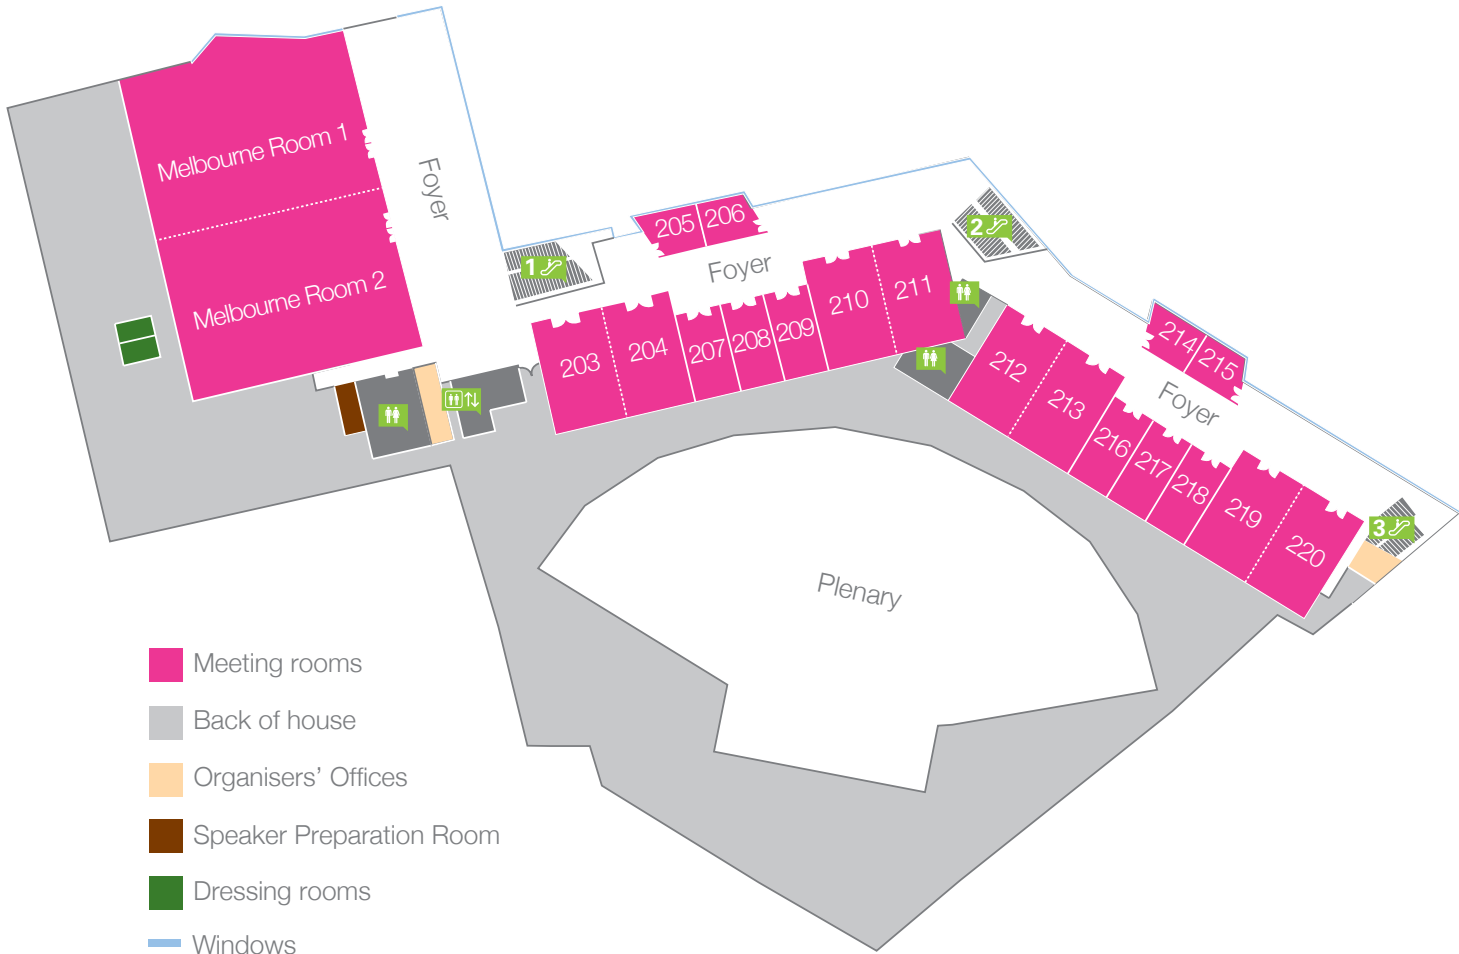 Melbourne Room 1
Melbourne Room 2
Foyer
1
205
206
Foyer
2
203
204
207
208
209
210
211
212
213
214
215
Foyer
216
217
218
219
220
3
Plenary
Meeting rooms
Back of house
Organisers’ Offices
Speaker Preparation Room
Dressing rooms
Windows